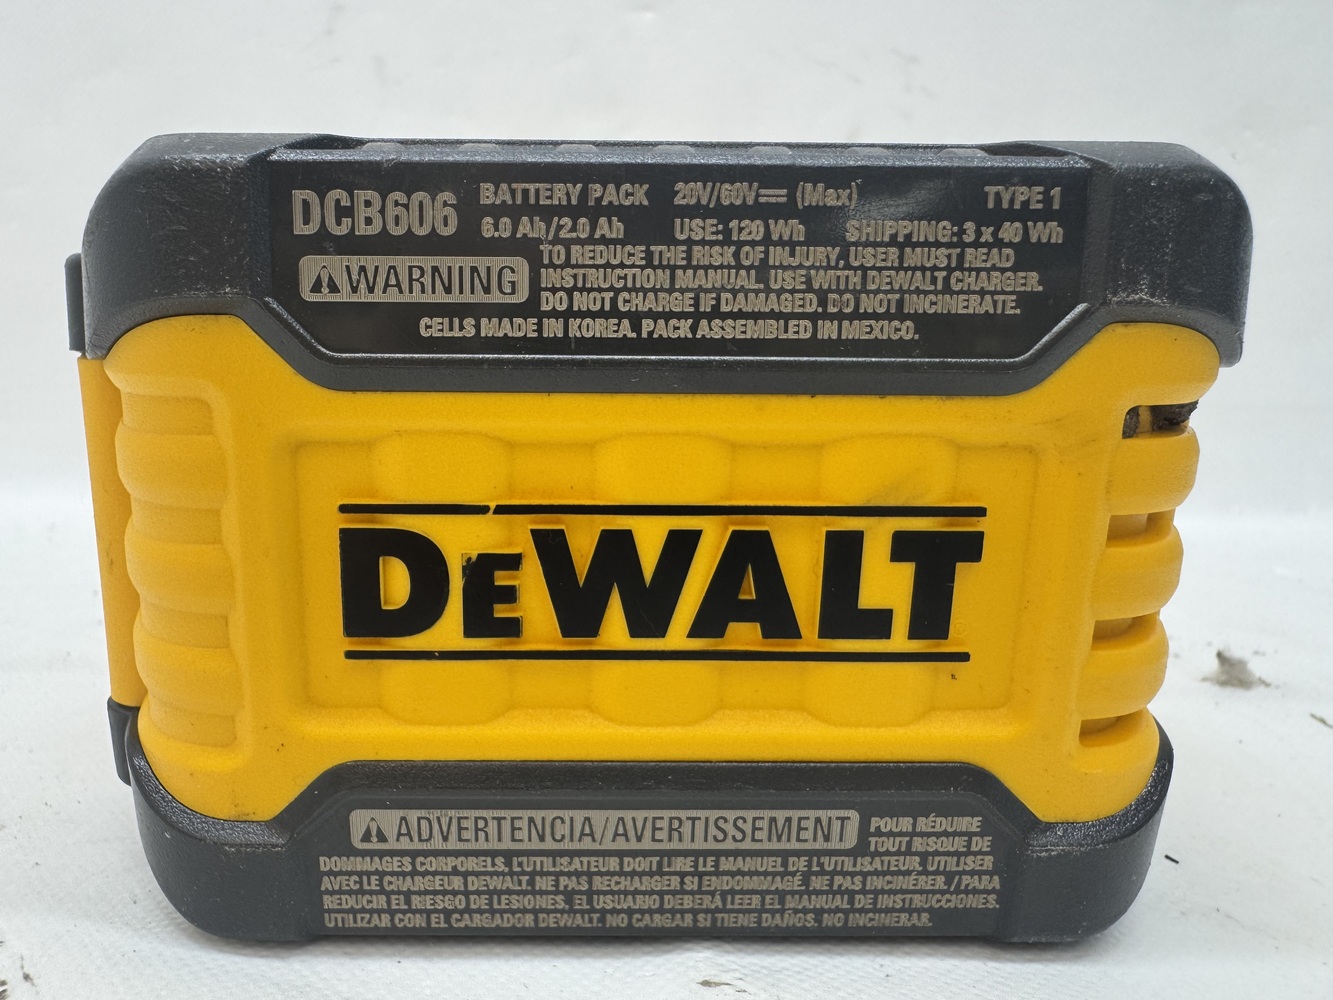 DCB606 BATTERY PACK 20V/60V⎓ (Max) TYPE 1
6.0 Ah/2.0 Ah USE: 120 Wh SHIPPING: 3 x 40 Wh
⚠WARNING TO REDUCE THE RISK OF INJURY, USER MUST READ
INSTRUCTION MANUAL. USE WITH DEWALT CHARGER.
DO NOT CHARGE IF DAMAGED. DO NOT INCINERATE.
CELLS MADE IN KOREA. PACK ASSEMBLED IN MEXICO.
DEWALT
⚠ADVERTENCIA/AVERTISSEMENT POUR RÉDUIRE
TOUT RISQUE DE
DOMMAGES CORPORELS, L'UTILISATEUR DOIT LIRE LE MANUEL DE L'UTILISATEUR. UTILISER
AVEC LE CHARGEUR DEWALT. NE PAS RECHARGER SI ENDOMMAGÉ. NE PAS INCINÉRER. / PARA
REDUCIR EL RIESGO DE LESIONES, EL USUARIO DEBERÁ LEER EL MANUAL DE INSTRUCCIONES.
UTILIZAR CON EL CARGADOR DEWALT. NO CARGAR SI TIENE DAÑOS. NO INCINERAR.